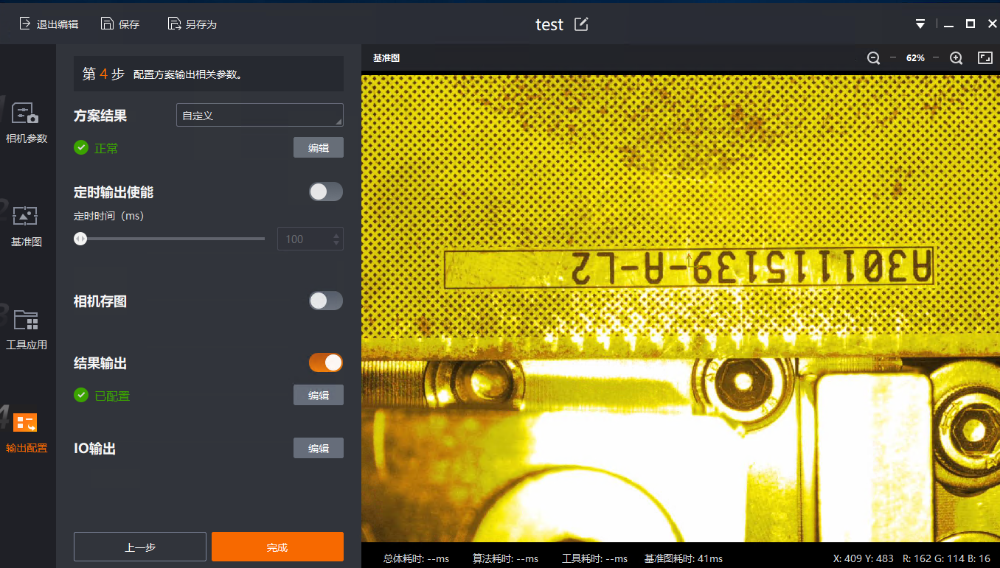 退出编辑 保存 另存为 test
第 4 步 配置方案输出相关参数。
相机参数
基准图
工具应用
输出配置
方案结果 自定义
正常 编辑
定时输出使能
定时时间（ms）
100
相机存图
结果输出
已配置 编辑
IO输出 编辑
上一步 完成
基准图 62%
A301115139-A-L2
总体耗时: --ms 算法耗时: --ms 工具耗时: --ms 基准图耗时: 41ms X: 409 Y: 483 R: 162 G: 114 B: 16